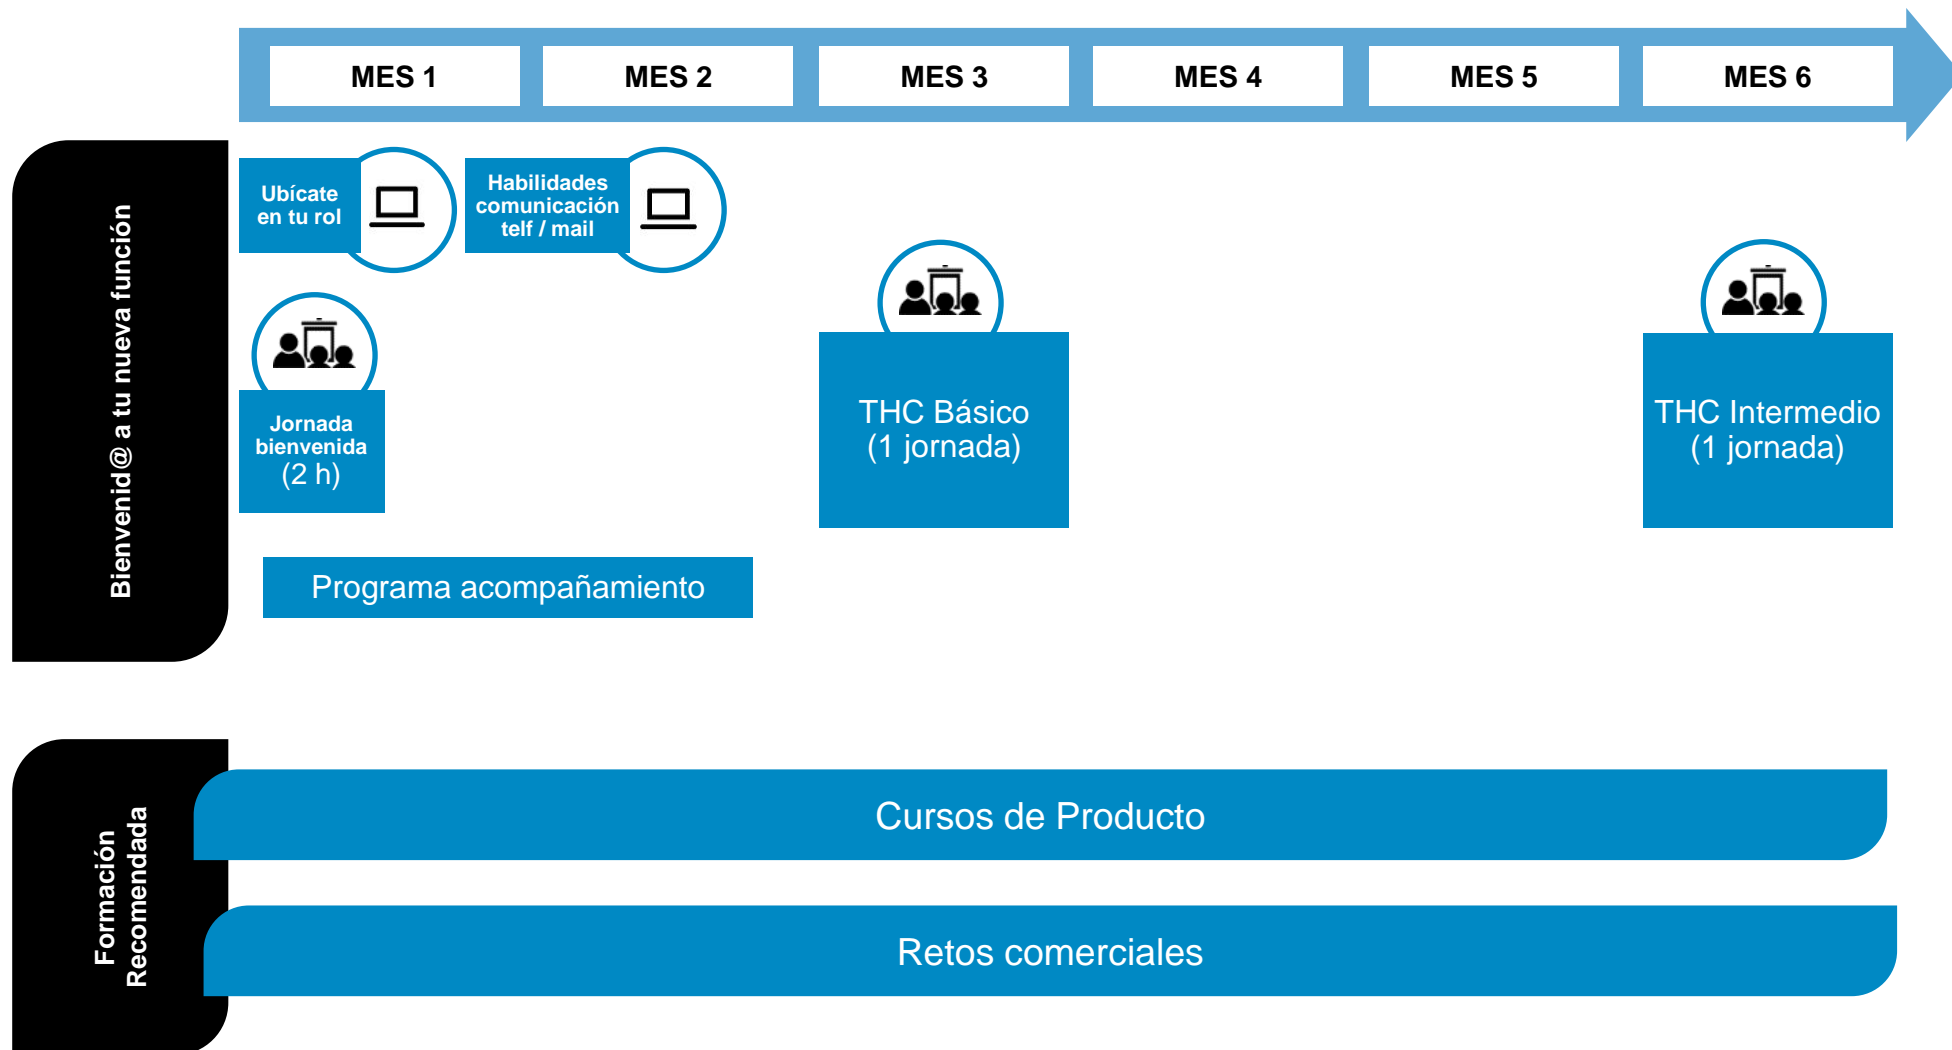 MES 1
MES 2
MES 3
MES 4
MES 5
MES 6
Bienvenid@ a tu nueva función
Ubícate
en tu rol
Habilidades
comunicación
telf / mail
Jornada
bienvenida
(2 h)
THC Básico
(1 jornada)
THC Intermedio
(1 jornada)
Programa acompañamiento
Formación
Recomendada
Cursos de Producto
Retos comerciales